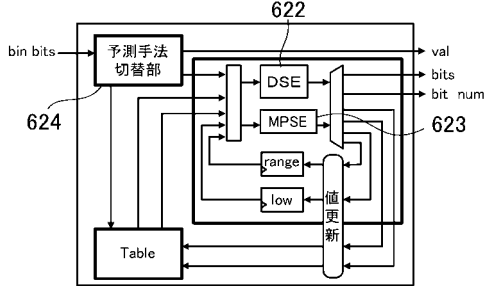 622
bin bits
予測手法
切替部
val
DSE
bits
bit num
624
MPSE
623
range
low
値更新
Table